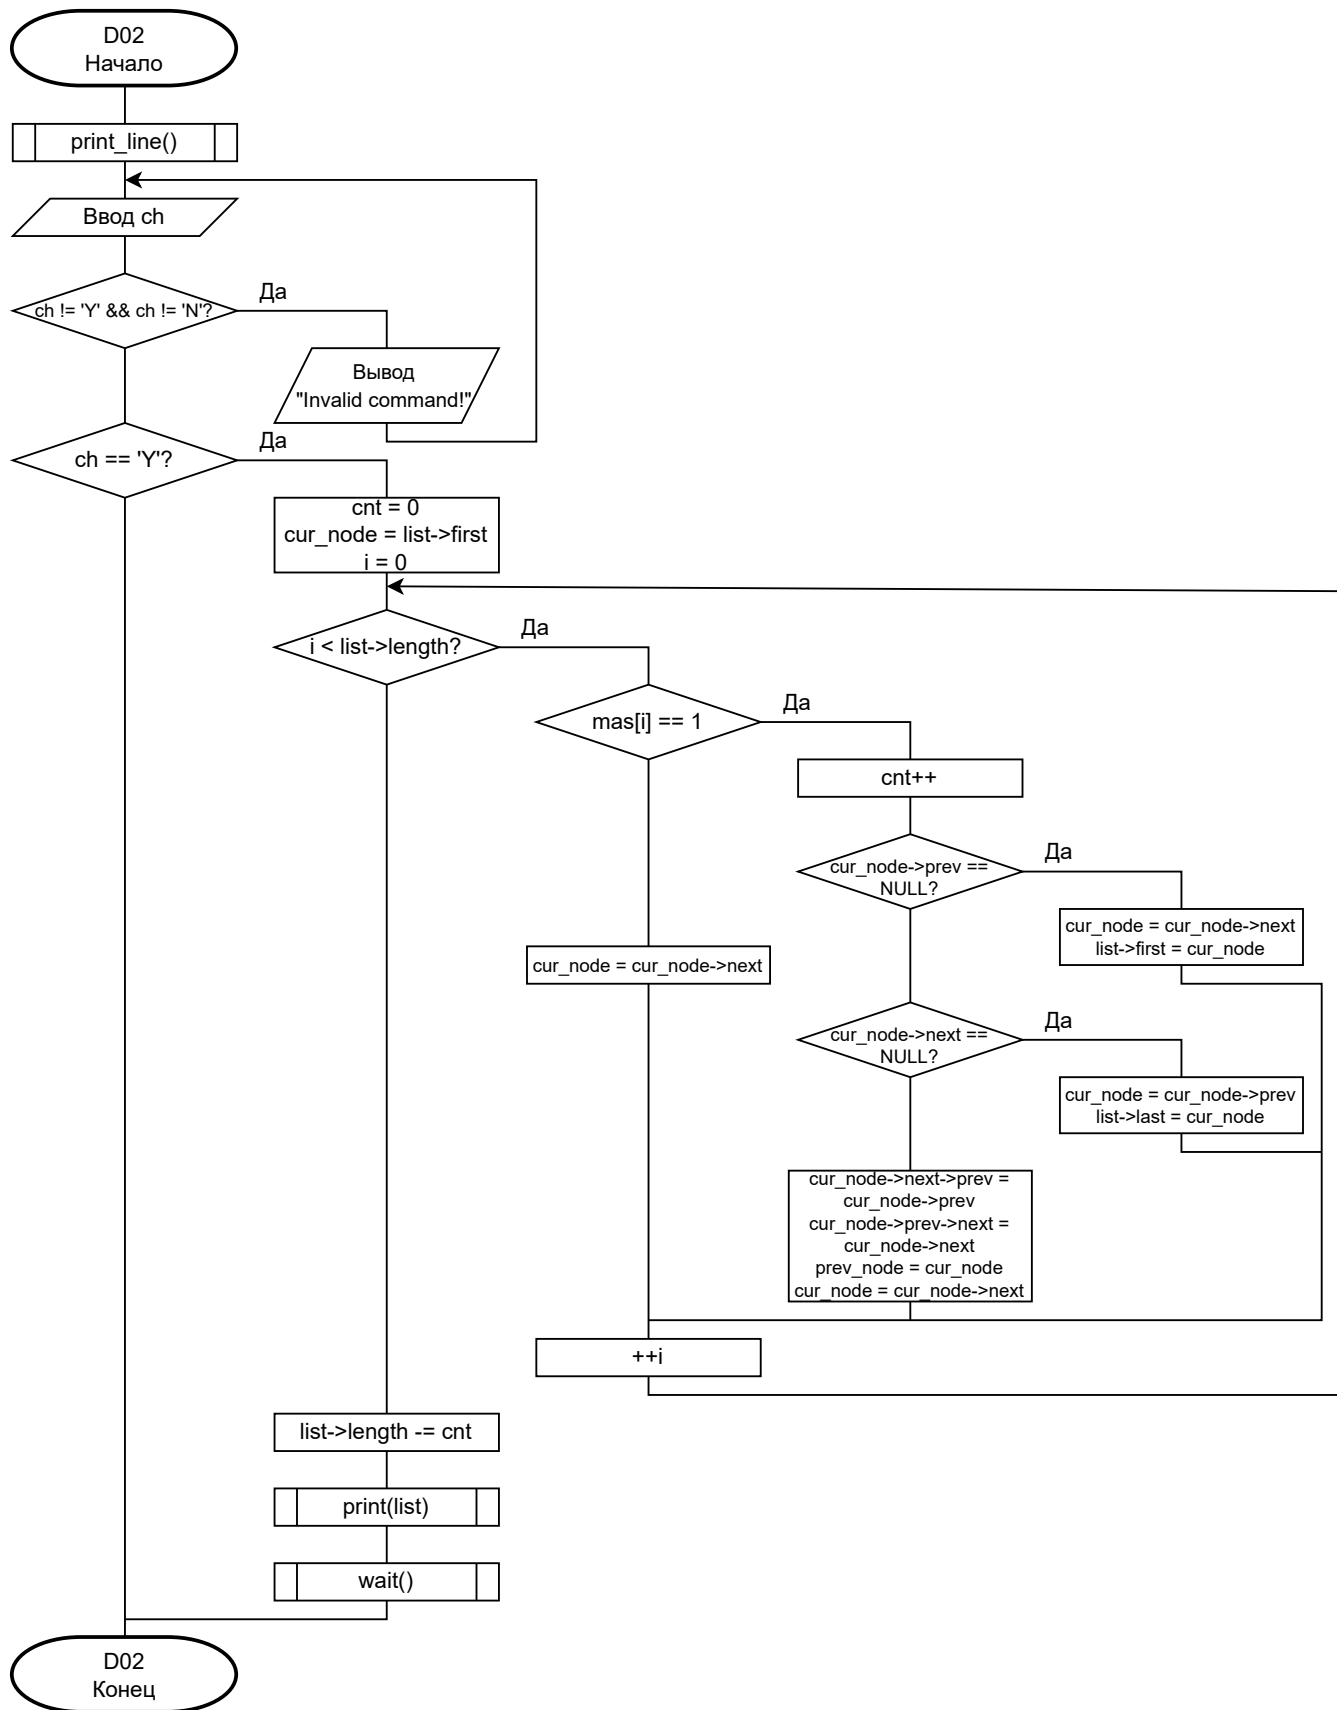 D02
Начало
print_line()
Ввод ch
ch != 'Y' && ch != 'N'?
Да
Вывод
"Invalid command!"
ch == 'Y'?
Да
cnt = 0
cur_node = list->first
i = 0
i < list->length?
Да
mas[i] == 1
Да
cnt++
cur_node->prev ==
NULL?
Да
cur_node = cur_node->next
list->first = cur_node
cur_node = cur_node->next
cur_node->next ==
NULL?
Да
cur_node = cur_node->prev
list->last = cur_node
cur_node->next->prev =
cur_node->prev
cur_node->prev->next =
cur_node->next
prev_node = cur_node
cur_node = cur_node->next
++i
list->length -= cnt
print(list)
wait()
D02
Конец